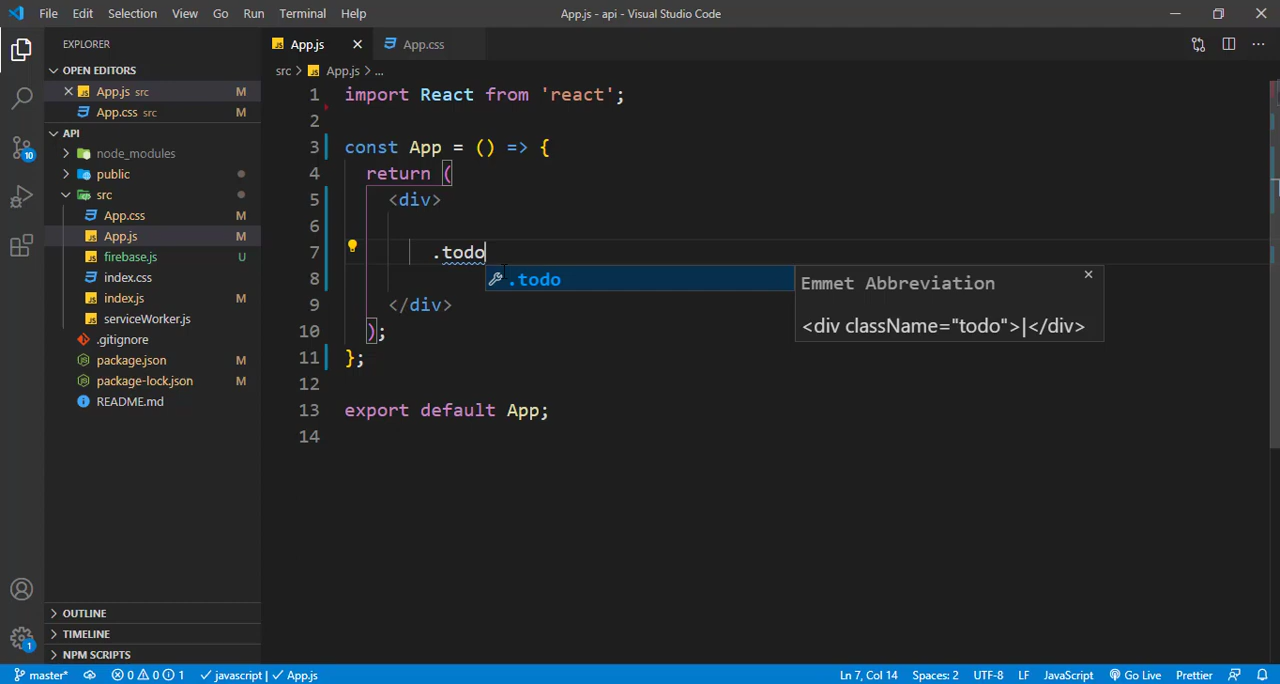 File Edit Selection View Go Run Terminal Help App.js - api - Visual Studio Code
EXPLORER
OPEN EDITORS
App.js src M
App.css src M
API
node_modules
public
src
App.css M
App.js M
firebase.js U
index.css
index.js M
serviceWorker.js
.gitignore
package.json M
package-lock.json M
README.md
OUTLINE
TIMELINE
NPM SCRIPTS
10
1
App.js App.css
src > App.js > ...
1 import React from 'react';
2
3 const App = () => {
4 return (
5 <div>
6
7 .todo
8
9 </div>
10 );
11 };
12
13 export default App;
14
.todo
Emmet Abbreviation
<div className="todo">|</div>
master* 0 0 1 javascript | App.js Ln 7, Col 14 Spaces: 2 UTF-8 LF JavaScript Go Live Prettier